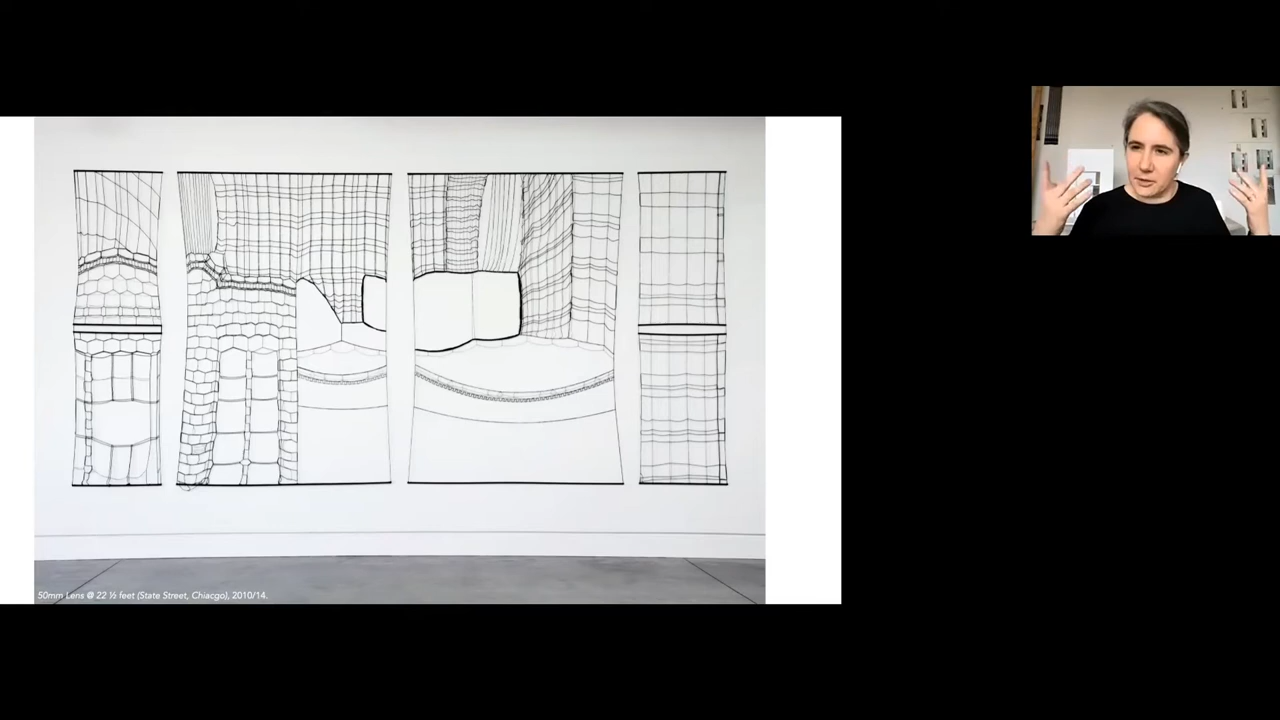 50mm Lens @ 22 ½ feet (State Street, Chiacgo), 2010/14.